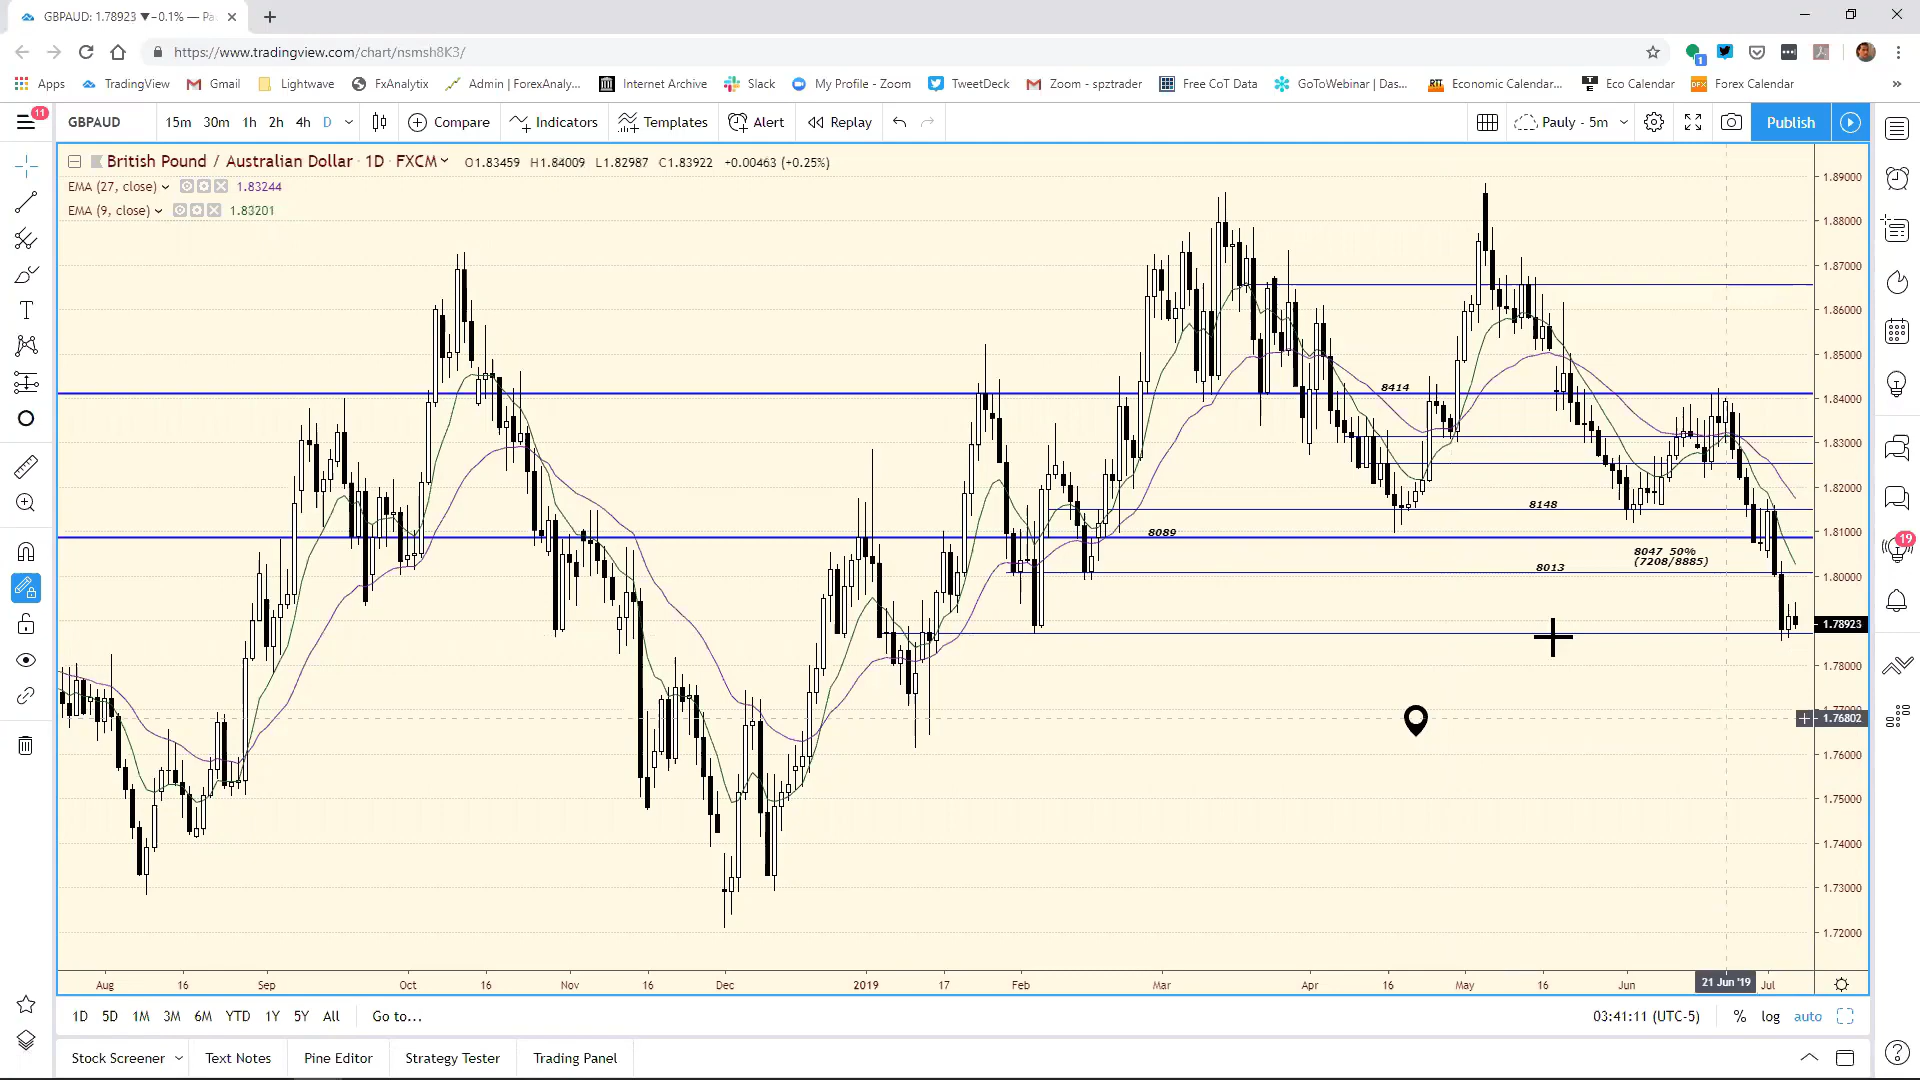 GBPAUD: 1.78923 ▼−0.1% — Pa
https://www.tradingview.com/chart/nsmsh8K3/
1
Apps TradingView Gmail Lightwave FxAnalytix Admin | ForexAnaly... Internet Archive Slack My Profile - Zoom TweetDeck Zoom - spztrader Free CoT Data GoToWebinar | Das... Economic Calendar... Eco Calendar Forex Calendar »
11 GBPAUD 15m 30m 1h 2h 4h D Compare Indicators Templates Alert Replay Pauly - 5m Publish
British Pound / Australian Dollar · 1D · FXCM O1.83459 H1.84009 L1.82987 C1.83922 +0.00463 (+0.25%)
EMA (27, close) 1.83244
EMA (9, close) 1.83201
1.89000
1.88000
1.87000
1.86000
1.85000
8414
1.84000
1.83000
1.82000
8148
8089
1.81000
8047 50%
(7208/8885)
8013
1.80000
19
1.78923
1.78000
1.77000
1.76802
1.76000
1.75000
1.74000
1.73000
1.72000
Aug 16 Sep Oct 16 Nov 16 Dec 2019 17 Feb Mar Apr 16 May 16 Jun 21 Jun '19 Jul
1D 5D 1M 3M 6M YTD 1Y 5Y All Go to... 03:41:11 (UTC-5) % log auto
Stock Screener Text Notes Pine Editor Strategy Tester Trading Panel